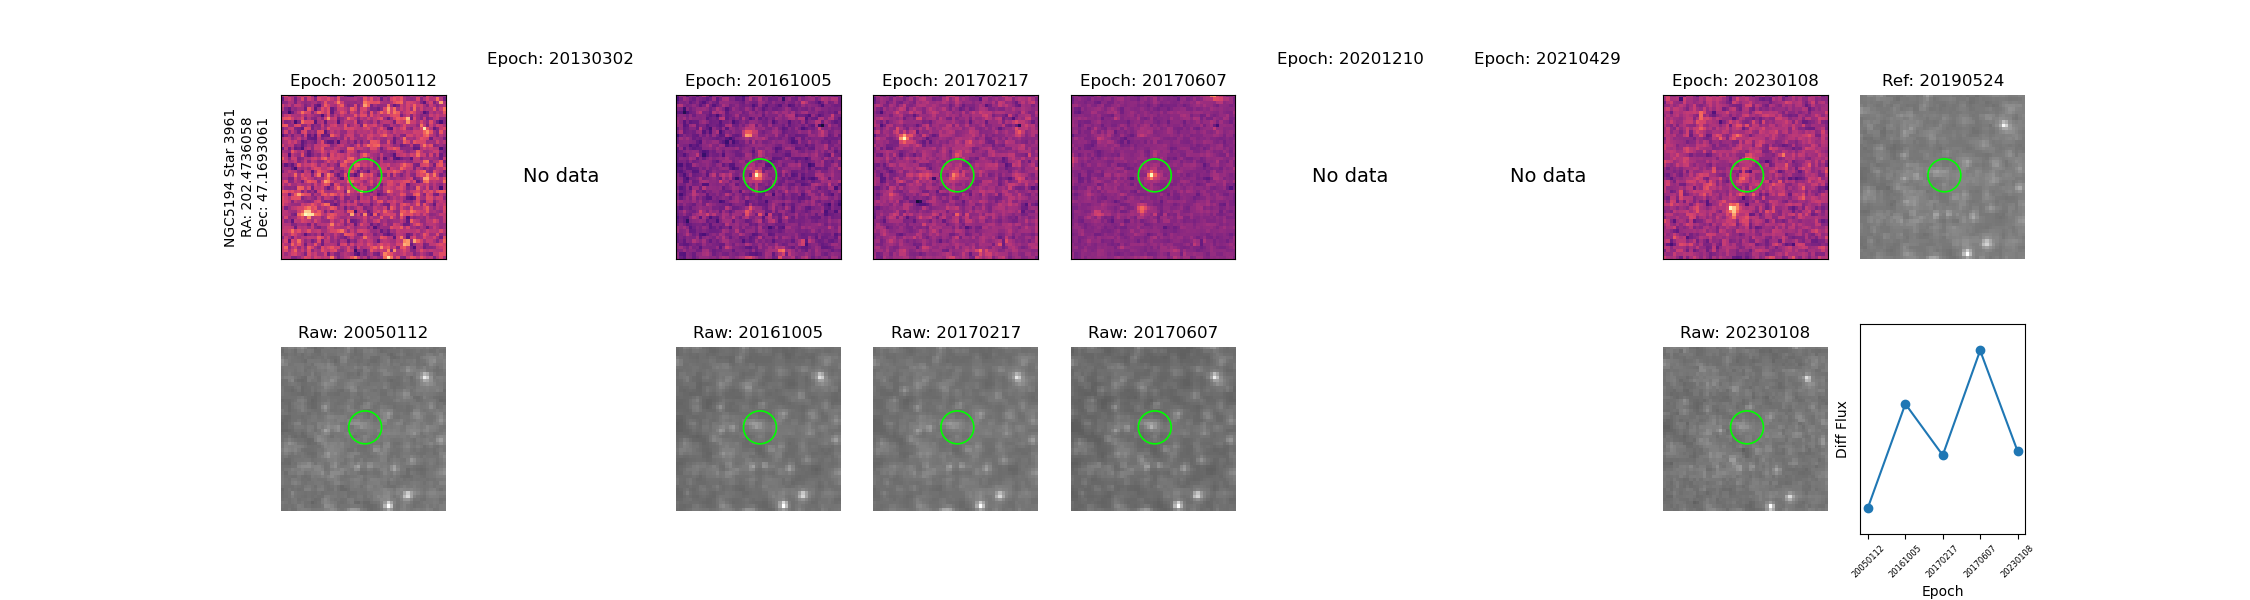 Epoch: 20130302
Epoch: 20201210
Epoch: 20210429
Epoch: 20050112
Epoch: 20161005
Epoch: 20170217
Epoch: 20170607
Epoch: 20230108
Ref: 20190524
NGC5194 Star 3961
RA: 202.4736058
Dec: 47.1693061
No data
No data
No data
Raw: 20050112
Raw: 20161005
Raw: 20170217
Raw: 20170607
Raw: 20230108
Diff Flux
20050112
20161005
20170217
20170607
20230108
Epoch